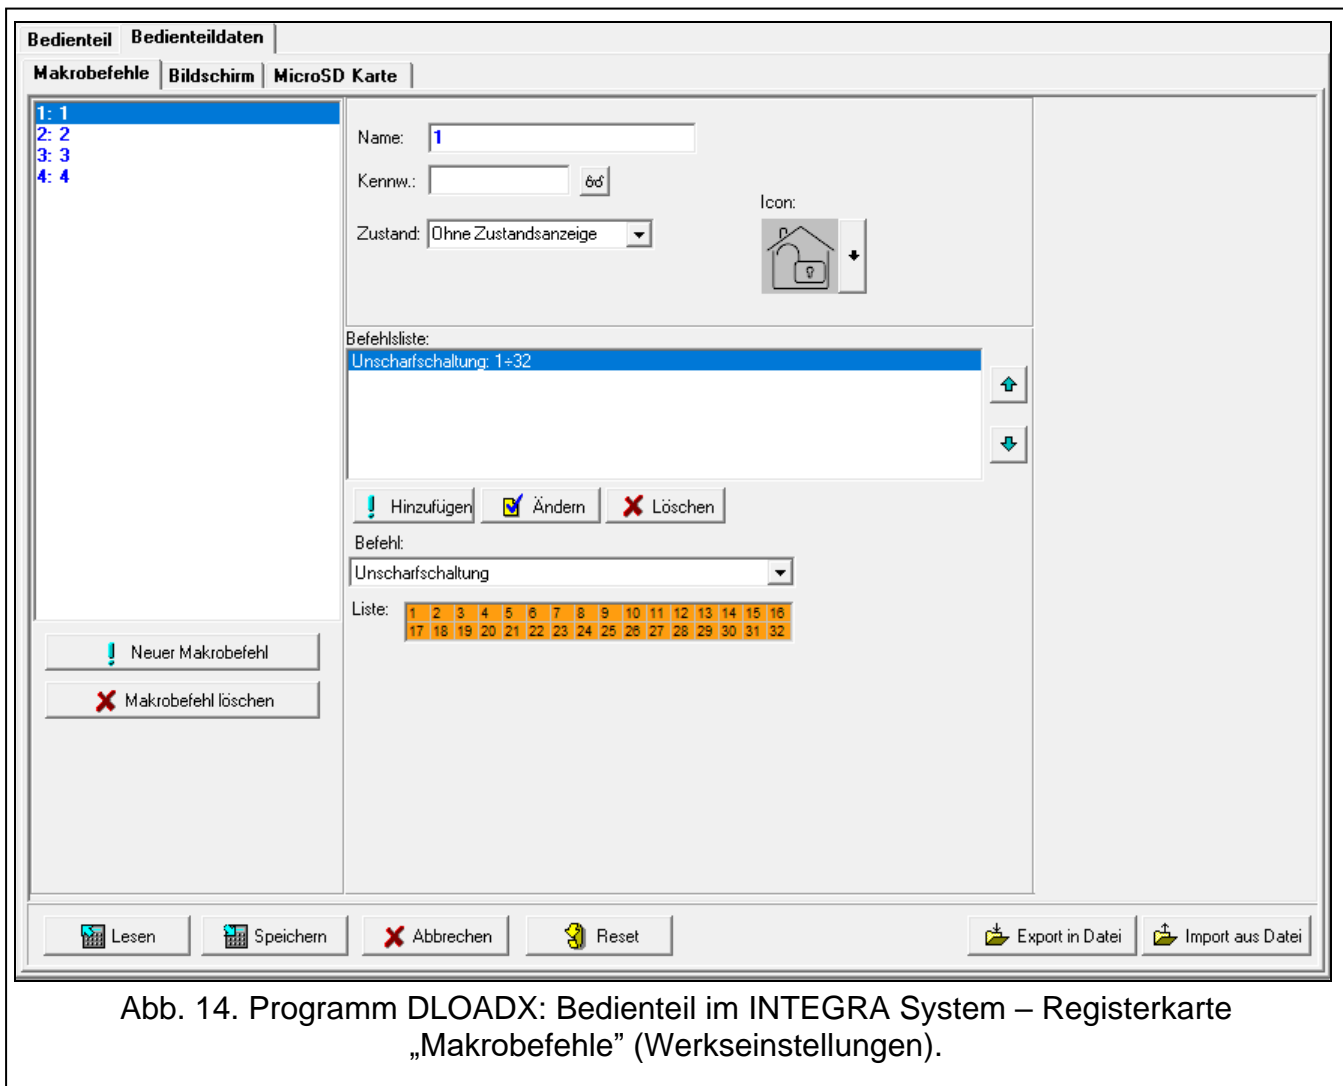 Bedienteil Bedienteildaten
Makrobefehle Bildschirm MicroSD Karte
1: 1
2: 2
3: 3
4: 4
Name: 1
Kennw.:
Zustand: Ohne Zustandsanzeige
Icon:
Befehlsliste:
Unscharfschaltung: 1÷32
Hinzufügen Ändern Löschen
Befehl:
Unscharfschaltung
Liste: 1 2 3 4 5 6 7 8 9 10 11 12 13 14 15 16
17 18 19 20 21 22 23 24 25 26 27 28 29 30 31 32
Neuer Makrobefehl
Makrobefehl löschen
Lesen Speichern Abbrechen Reset Export in Datei Import aus Datei
Abb. 14. Programm DLOADX: Bedienteil im INTEGRA System – Registerkarte
„Makrobefehle” (Werkseinstellungen).